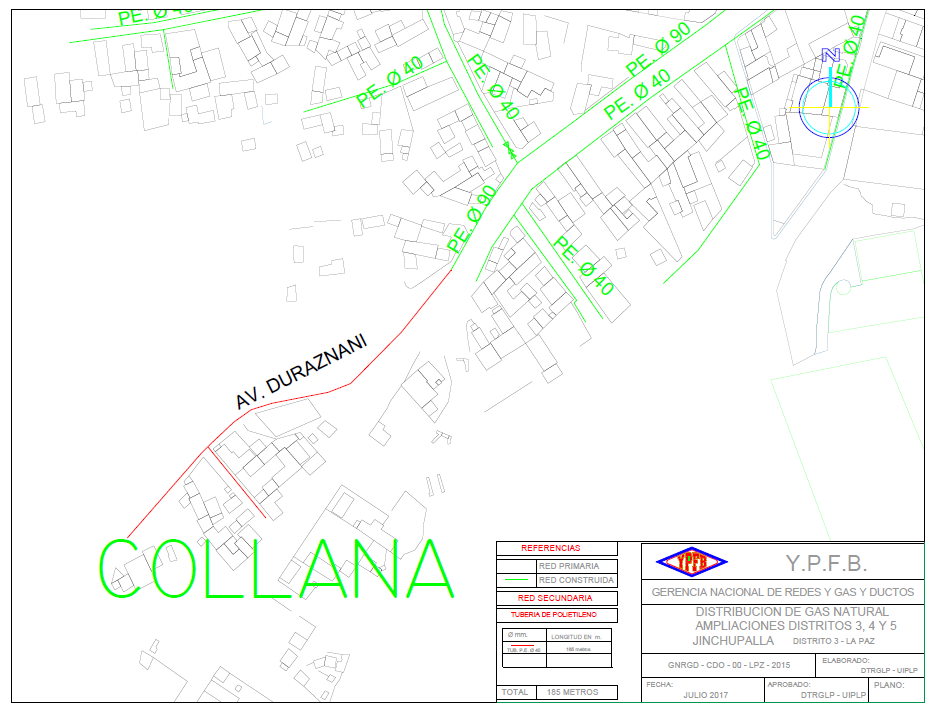 PE. Ø 40
PE. Ø 40
PE. Ø 40
PE. Ø 90
PE. Ø 40
PE. Ø 40
N
PE. Ø 40
PE. Ø 90
PE. Ø 40
AV. DURAZNANI
COLLANA
REFERENCIAS
RED PRIMARIA
RED CONSTRUIDA
RED SECUNDARIA
TUBERIA DE POLIETILENO
Ø mm. LONGITUD EN m.
TUB. P.E. Ø 40 185 metros
TOTAL 185 METROS
YPFB Y.P.F.B.
GERENCIA NACIONAL DE REDES Y GAS Y DUCTOS
DISTRIBUCION DE GAS NATURAL
AMPLIACIONES DISTRITOS 3, 4 Y 5
JINCHUPALLA DISTRITO 3 - LA PAZ
GNRGD - CDO - 00 - LPZ - 2015
ELABORADO:
DTRGLP - UIPLP
FECHA:
JULIO 2017
APROBADO:
DTRGLP - UIPLP
PLANO: